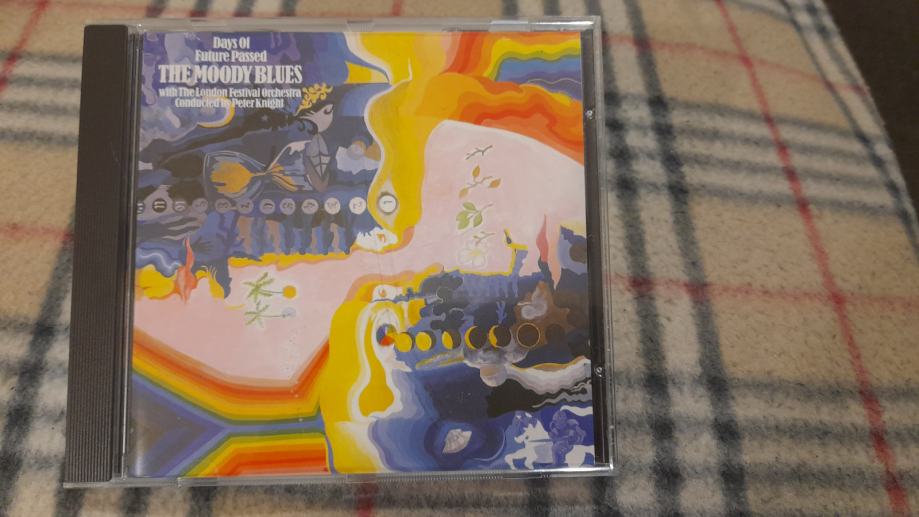 Days Of
Future Passed
THE MOODY BLUES
with The London Festival Orchestra
Conducted by Peter Knight